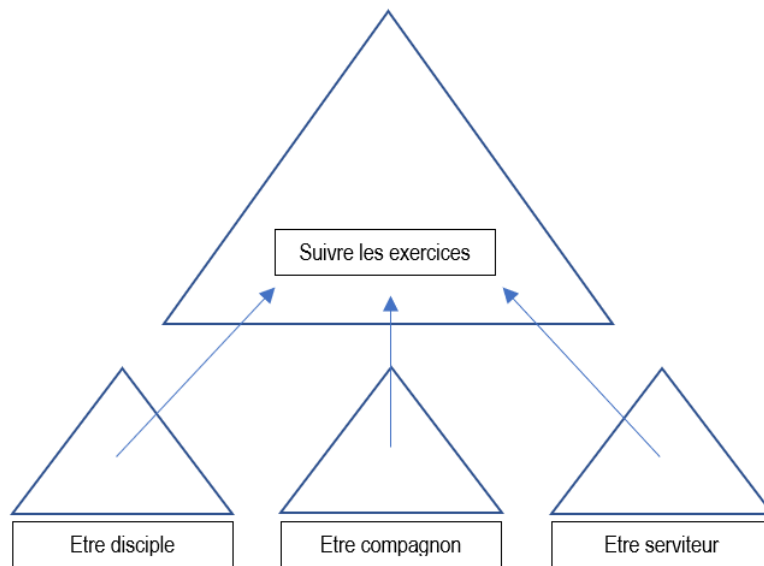 Suivre les exercices
Etre disciple
Etre compagnon
Etre serviteur